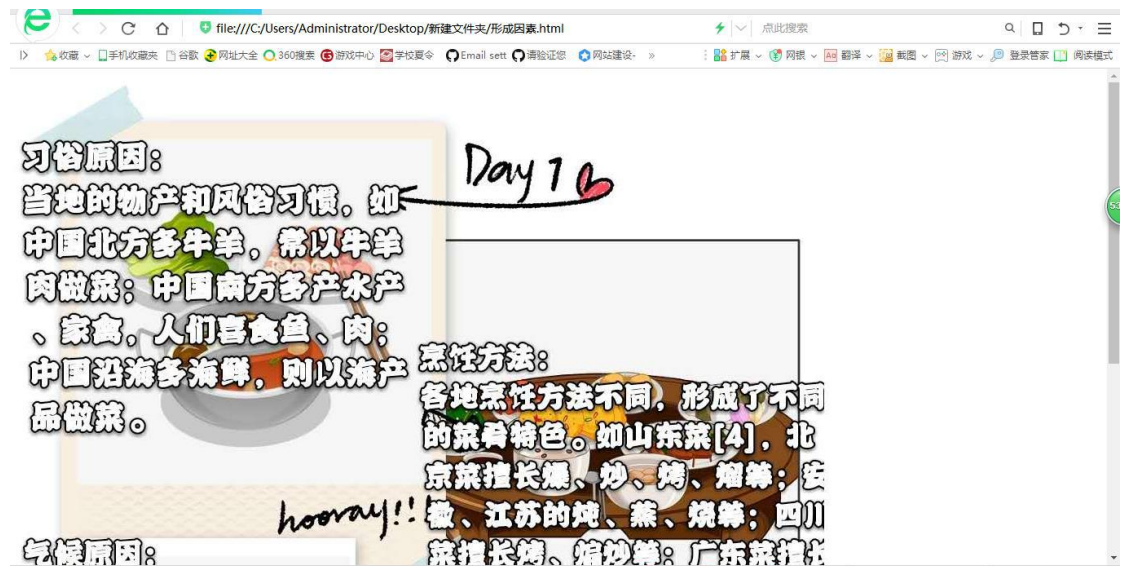 file:///C:/Users/Administrator/Desktop/新建文件夹/形成因素.html
点此搜索
收藏 手机收藏夹 谷歌 网址大全 360搜索 游戏中心 学校夏令 Email sett 请验证您 网站建设- »
扩展 网银 翻译 截图 游戏 登录管家 阅读模式
Day 1
习俗原因：
当地的物产和风俗习惯，如
中国北方多牛羊，常以牛羊
肉做菜；中国南方多产水产
、家禽，人们喜食鱼、肉；
中国沿海多海鲜，则以海产
品做菜。
53
烹饪方法：
各地烹饪方法不同，形成了不同
的菜肴特色。如山东菜[4]，北
京菜擅长爆、炒、烤、熘等；安
徽、江苏的炖、蒸、烧等；四川
菜擅长烤、煸炒等；广东菜擅长
hooray!!
气候原因：